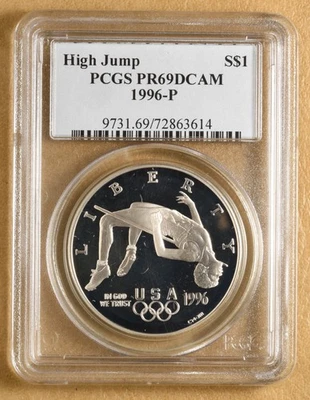 High Jump S$1
PCGS PR69DCAM
1996-P
9731.69/72863614
LIBERTY
IN GOD
WE TRUST
USA
1996